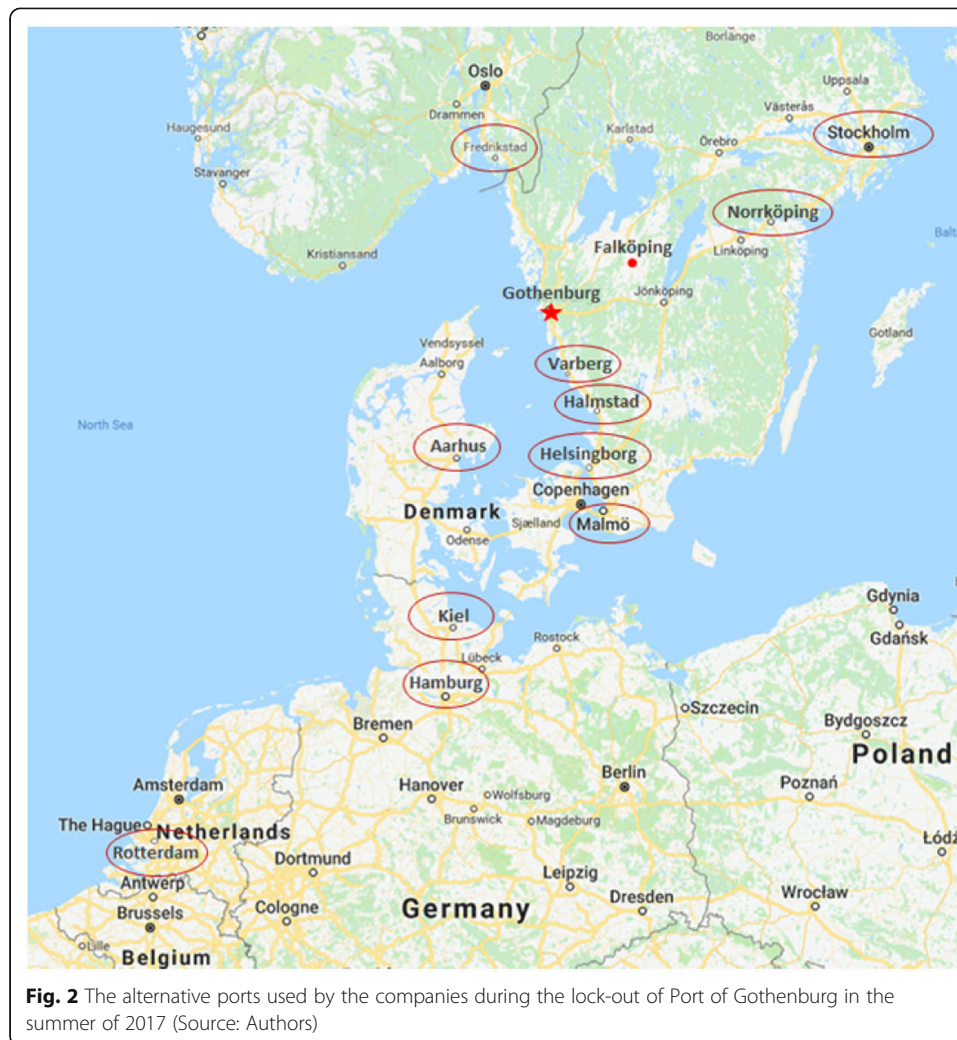 Oslo
Borlänge
Uppsala
Drammen
Västerås
Haugesund
Fredrikstad
Karlstad
Örebro
Stockholm
Stavanger
Norrköping
Linköping
Kristiansand
Falköping
Gothenburg
Jönköping
Gotland
Vendsyssel
Aalborg
Varberg
Halmstad
North Sea
Aarhus
Helsingborg
Copenhagen
Denmark
Sjælland
Malmö
Odense
Kiel
Rostock
Gdynia
Gdańsk
Lübeck
Hamburg
Szczecin
Bremen
Bydgoszcz
Poland
Amsterdam
Hanover
Wolfsburg
Berlin
Poznań
The Hague
Netherlands
Brunswick
Magdeburg
Rotterdam
Dortmund
Łódź
Antwerp
Leipzig
Dresden
Wrocław
Brussels
Cologne
Germany
Lille
Belgium
Fig. 2 The alternative ports used by the companies during the lock-out of Port of Gothenburg in the
summer of 2017 (Source: Authors)